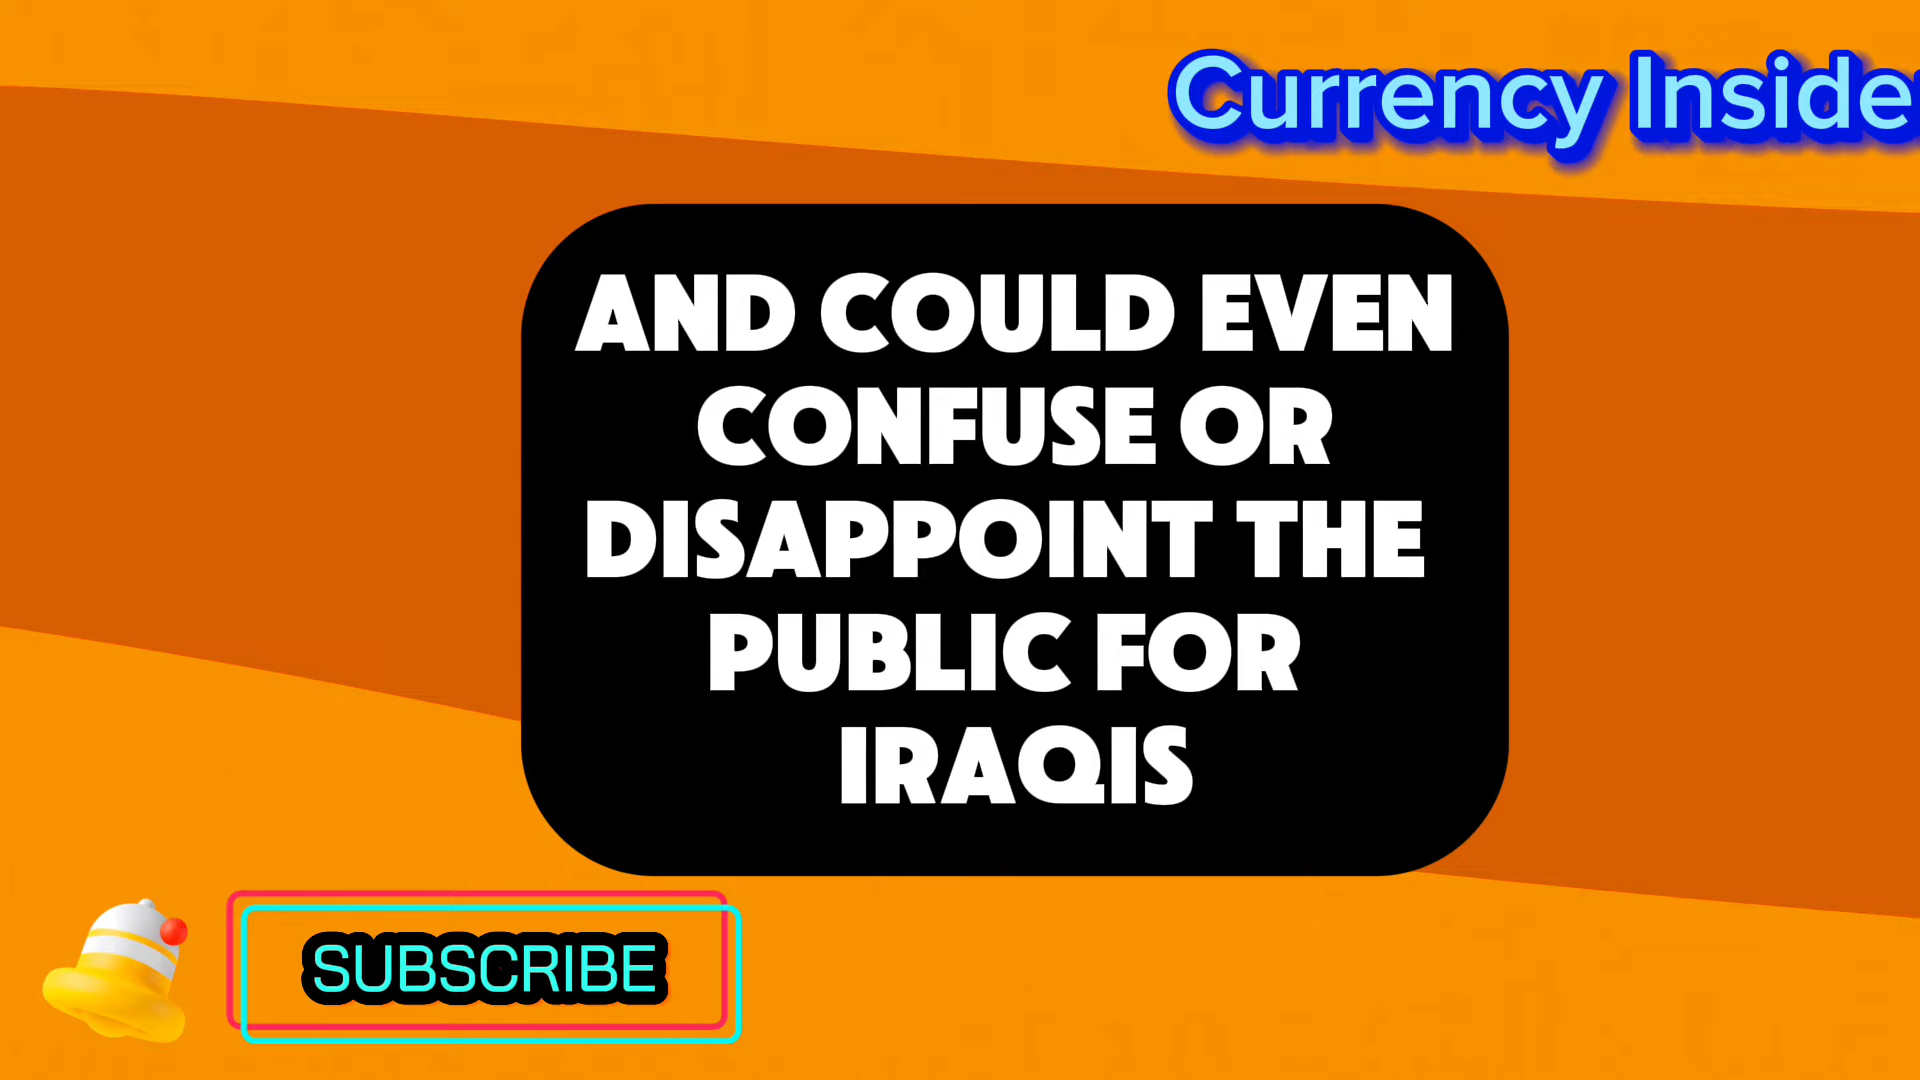 Currency Inside
AND COULD EVEN
CONFUSE OR
DISAPPOINT THE
PUBLIC FOR
IRAQIS
SUBSCRIBE